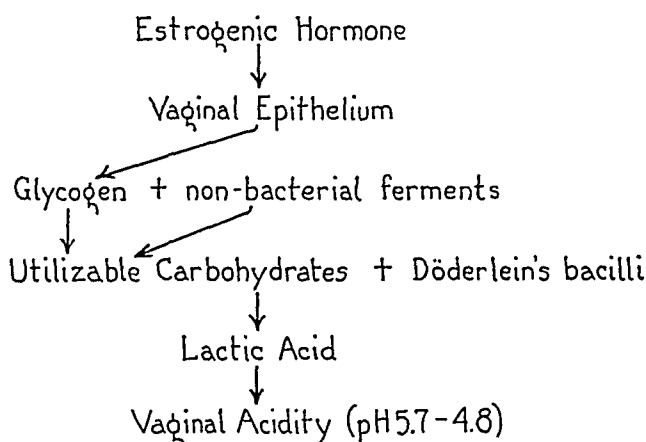 Estrogenic Hormone
Vaginal Epithelium
Glycogen + non-bacterial ferments
Utilizable Carbohydrates + Döderlein's bacilli
Lactic Acid
Vaginal Acidity (pH 5.7-4.8)